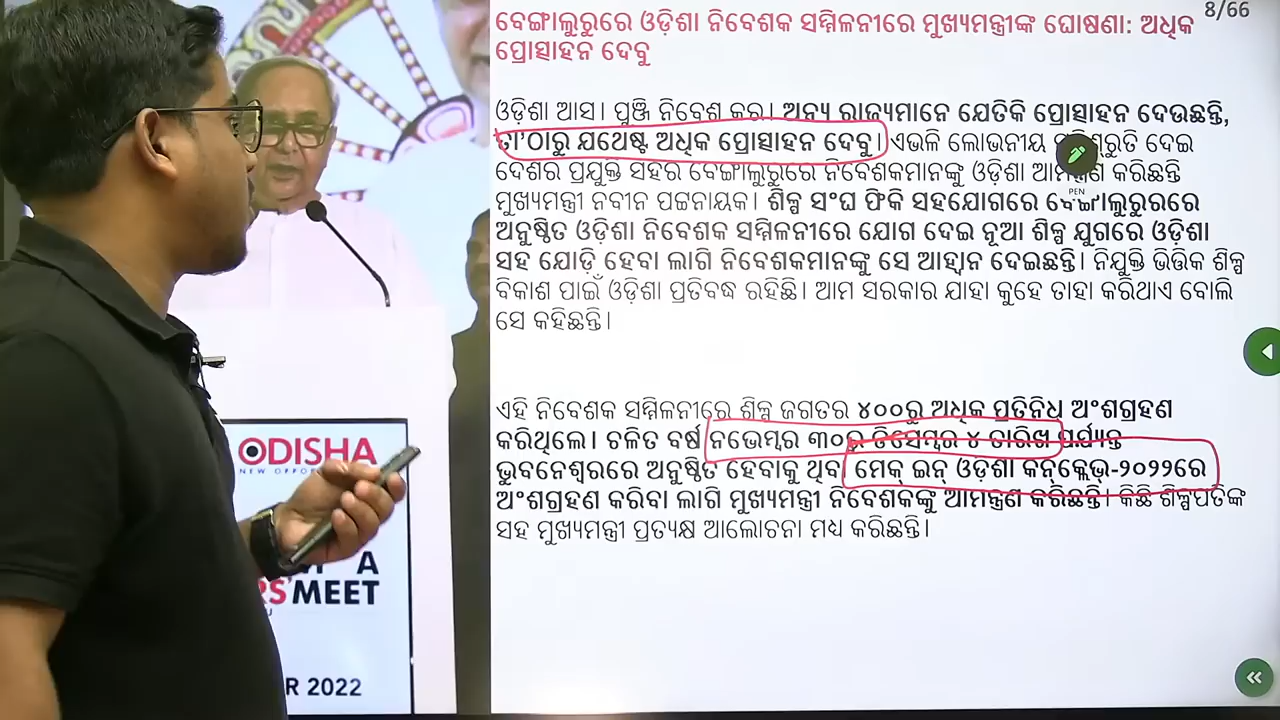 8/66
ବେଙ୍ଗାଲୁରୁରେ ଓଡ଼ିଶା ନିବେଶକ ସମ୍ମିଳନୀରେ ମୁଖ୍ୟମନ୍ତ୍ରୀଙ୍କ ଘୋଷଣା: ଅଧିକ
ପ୍ରୋତ୍ସାହନ ଦେବୁ
ଓଡ଼ିଶା ଆସ। ପୁଞ୍ଜି ନିବେଶ କର। ଅନ୍ୟ ରାଜ୍ୟମାନେ ଯେତିକି ପ୍ରୋତ୍ସାହନ ଦେଉଛନ୍ତି,
ତା'ଠାରୁ ଯଥେଷ୍ଟ ଅଧିକ ପ୍ରୋତ୍ସାହନ ଦେବୁ। ଏଭଳି ଲୋଭନୀୟ ଦେଇ
ଦେଶର ପ୍ରଯୁକ୍ତି ସହର ବେଙ୍ଗାଲୁରୁରେ ନିବେଶକମାନଙ୍କୁ ଓଡ଼ିଶା କରିଛନ୍ତି
PEN
ମୁଖ୍ୟମନ୍ତ୍ରୀ ନବୀନ ପଟ୍ଟନାୟକ। ଶିଳ୍ପ ସଂଘ ଫିକି ସହଯୋଗରେ ବେଙ୍ଗାଲୁରୁରରେ
ଅନୁଷ୍ଠିତ ଓଡ଼ିଶା ନିବେଶକ ସମ୍ମିଳନୀରେ ଯୋଗ ଦେଇ ନୂଆ ଶିଳ୍ପ ଯୁଗରେ ଓଡ଼ିଶା
ସହ ଯୋଡ଼ି ହେବା ଲାଗି ନିବେଶକମାନଙ୍କୁ ସେ ଆହ୍ୱାନ ଦେଇଛନ୍ତି। ନିଯୁକ୍ତି ଭିତ୍ତିକ ଶିଳ୍ପ
ବିକାଶ ପାଇଁ ଓଡ଼ିଶା ପ୍ରତିବଦ୍ଧ ରହିଛି। ଆମ ସରକାର ଯାହା କୁହେ ତାହା କରିଥାଏ ବୋଲି
ସେ କହିଛନ୍ତି।
ଏହି ନିବେଶକ ସମ୍ମିଳନୀରେ ଶିଳ୍ପ ଜଗତର ୪୦୦ରୁ ଅଧିକ ପ୍ରତିନିଧି ଅଂଶଗ୍ରହଣ
କରିଥିଲେ। ଚଳିତ ବର୍ଷ ନଭେମ୍ବର ୩୦ରୁ ଡିସେମ୍ବର ୪ ତାରିଖ ପର୍ଯ୍ୟନ୍ତ
ଭୁବନେଶ୍ୱରରେ ଅନୁଷ୍ଠିତ ହେବାକୁ ଥିବା ମେକ୍ ଇନ୍ ଓଡ଼ିଶା କନ୍‌କ୍ଲେଭ୍-୨୦୨୨ରେ
ଅଂଶଗ୍ରହଣ କରିବା ଲାଗି ମୁଖ୍ୟମନ୍ତ୍ରୀ ନିବେଶକଙ୍କୁ ଆମନ୍ତ୍ରଣ କରିଛନ୍ତି। କିଛି ଶିଳ୍ପପତିଙ୍କ
ସହ ମୁଖ୍ୟମନ୍ତ୍ରୀ ପ୍ରତ୍ୟକ୍ଷ ଆଲୋଚନା ମଧ୍ୟ କରିଛନ୍ତି।
ODISHA
MEET
2022